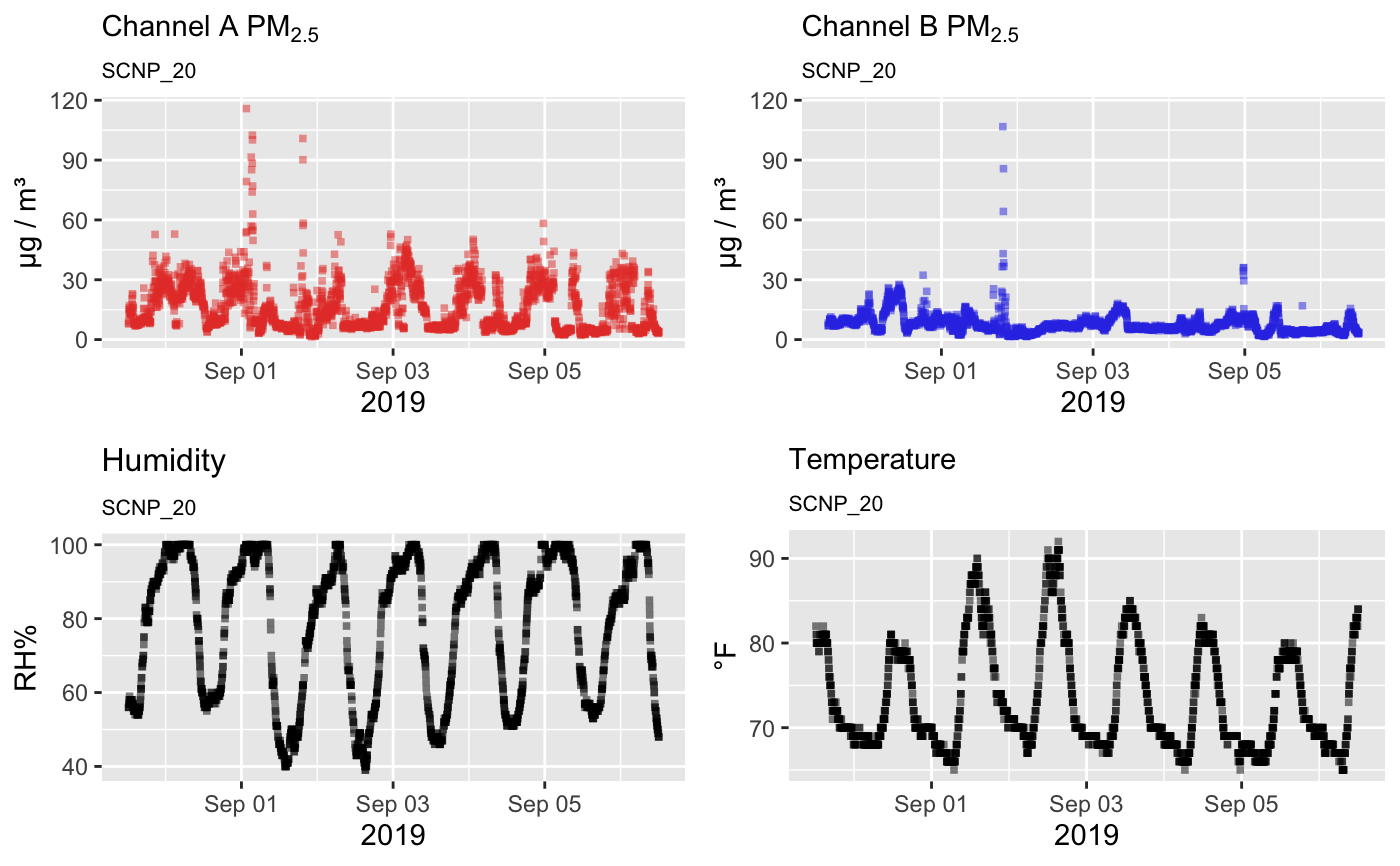 Channel A PM2.5
SCNP_20
120
90
60
30
0
µg / m³
Sep 01 Sep 03 Sep 05
2019
Channel B PM2.5
SCNP_20
120
90
60
30
0
µg / m³
Sep 01 Sep 03 Sep 05
2019
Humidity
SCNP_20
100
80
60
40
RH%
Sep 01 Sep 03 Sep 05
2019
Temperature
SCNP_20
90
80
70
°F
Sep 01 Sep 03 Sep 05
2019